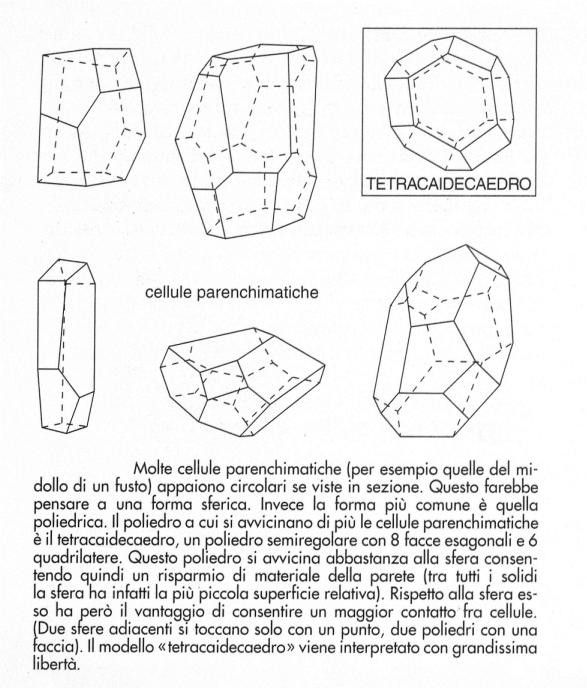 TETRACAIDECAEDRO
cellule parenchimatiche
Molte cellule parenchimatiche (per esempio quelle del mi-
dollo di un fusto) appaiono circolari se viste in sezione. Questo farebbe
pensare a una forma sferica. Invece la forma più comune è quella
poliedrica. Il poliedro a cui si avvicinano di più le cellule parenchimatiche
è il tetracaidecaedro, un poliedro semiregolare con 8 facce esagonali e 6
quadrilatere. Questo poliedro si avvicina abbastanza alla sfera consen-
tendo quindi un risparmio di materiale della parete (tra tutti i solidi
la sfera ha infatti la più piccola superficie relativa). Rispetto alla sfera es-
so ha però il vantaggio di consentire un maggior contatto fra cellule.
(Due sfere adiacenti si toccano solo con un punto, due poliedri con una
faccia). Il modello «tetracaidecaedro» viene interpretato con grandissima
libertà.